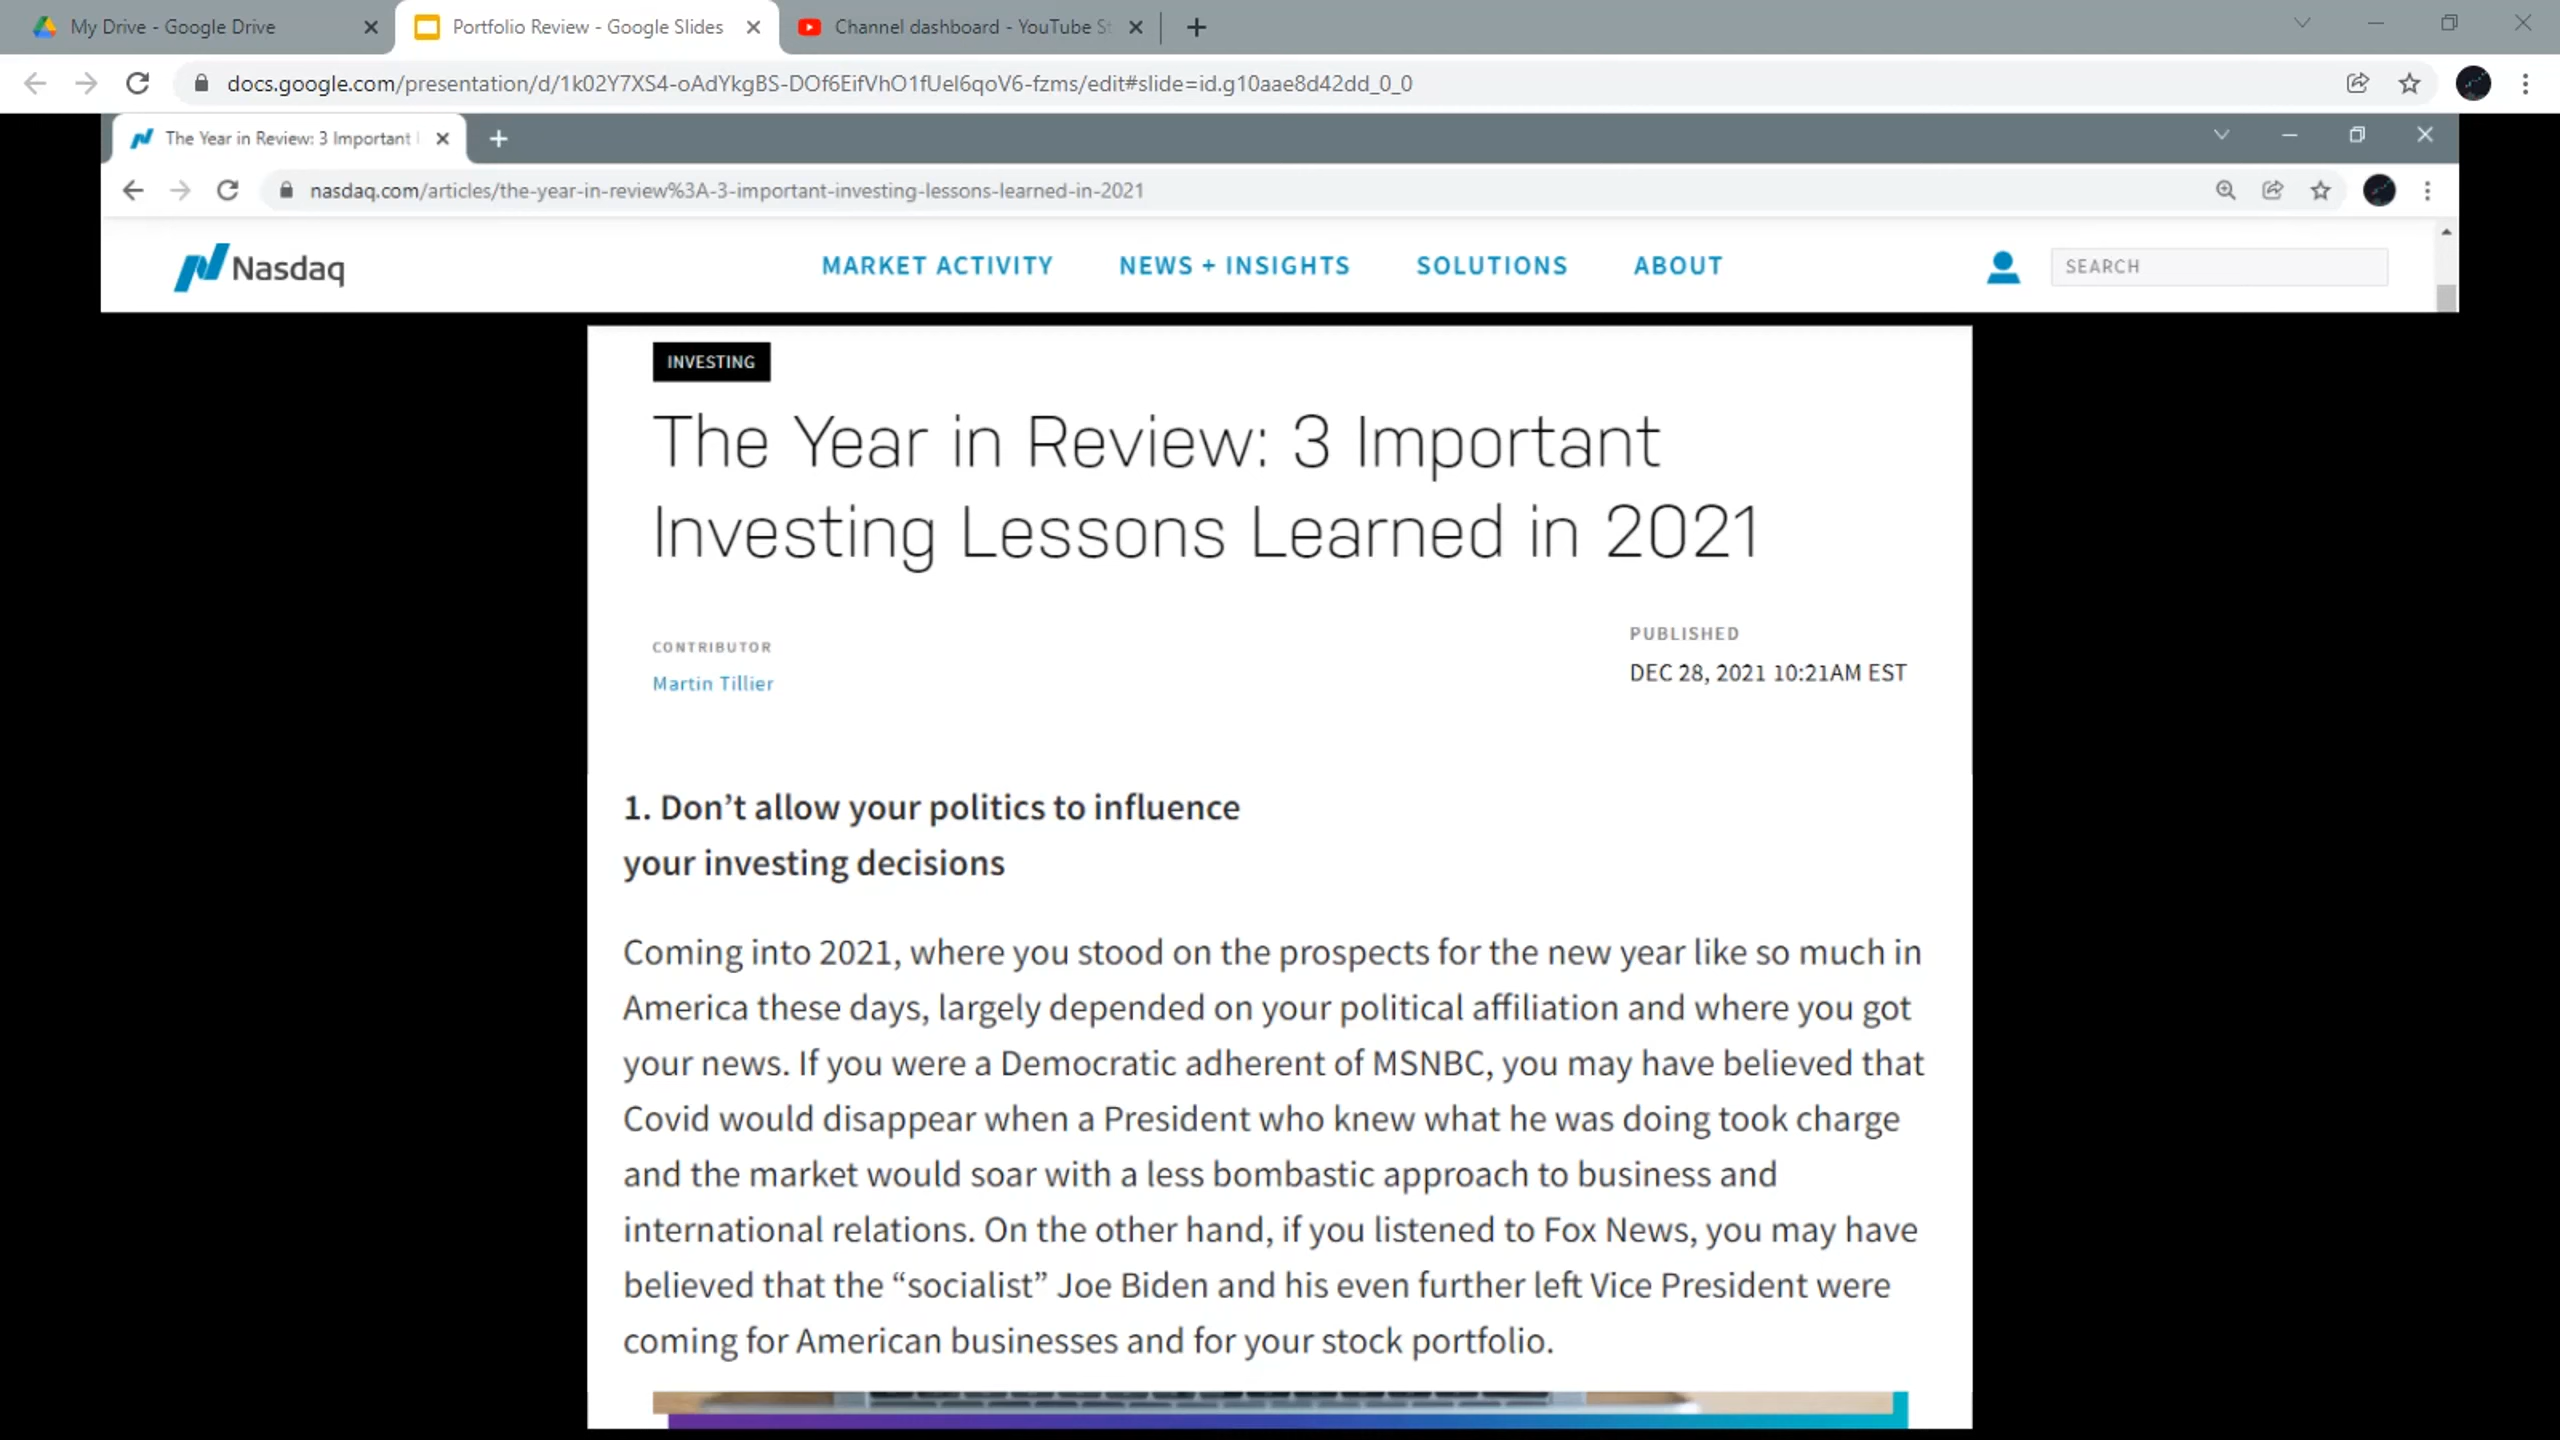 My Drive - Google Drive
Portfolio Review - Google Slides
Channel dashboard - YouTube St
docs.google.com/presentation/d/1k02Y7XS4-oAdYkgBS-DOf6EifVhO1fUel6qoV6-fzms/edit#slide=id.g10aae8d42dd_0_0
The Year in Review: 3 Important
nasdaq.com/articles/the-year-in-review%3A-3-important-investing-lessons-learned-in-2021
Nasdaq
MARKET ACTIVITY
NEWS + INSIGHTS
SOLUTIONS
ABOUT
SEARCH
INVESTING
The Year in Review: 3 Important
Investing Lessons Learned in 2021
CONTRIBUTOR
Martin Tillier
PUBLISHED
DEC 28, 2021 10:21AM EST
1. Don’t allow your politics to influence
your investing decisions
Coming into 2021, where you stood on the prospects for the new year like so much in
America these days, largely depended on your political affiliation and where you got
your news. If you were a Democratic adherent of MSNBC, you may have believed that
Covid would disappear when a President who knew what he was doing took charge
and the market would soar with a less bombastic approach to business and
international relations. On the other hand, if you listened to Fox News, you may have
believed that the “socialist” Joe Biden and his even further left Vice President were
coming for American businesses and for your stock portfolio.